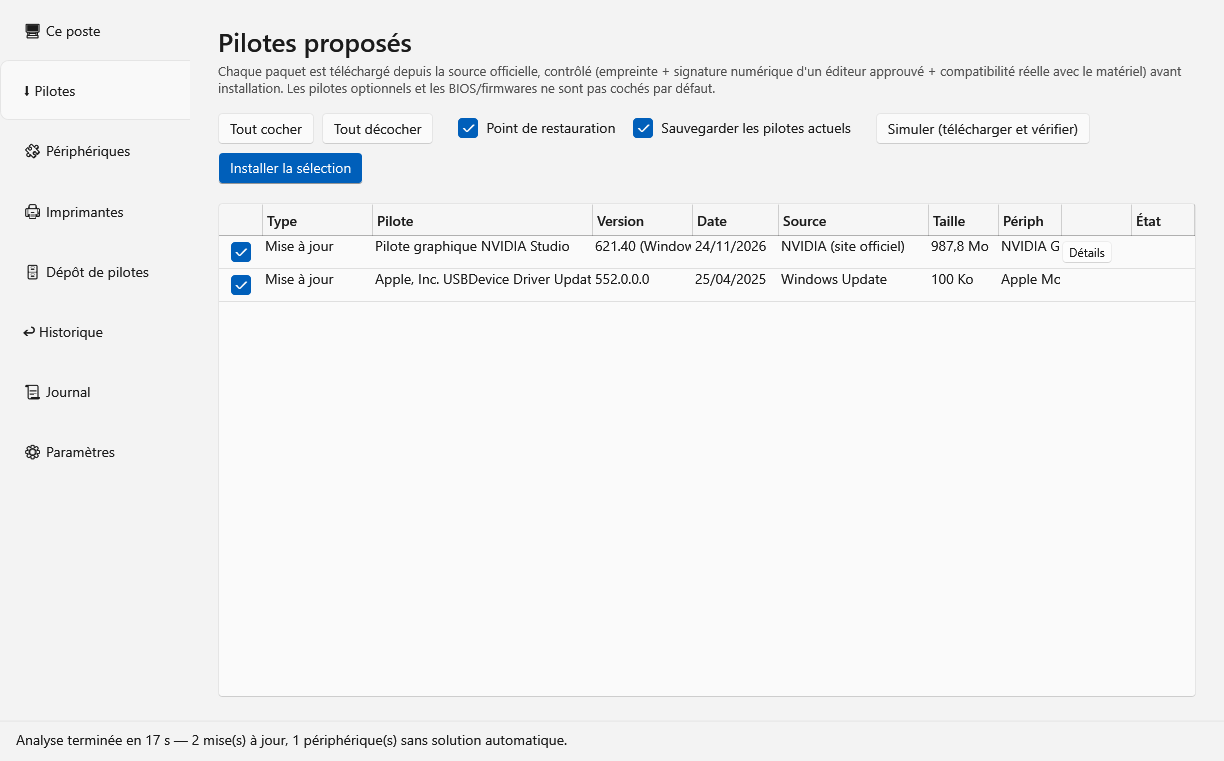 Ce poste
Pilotes
Périphériques
Imprimantes
Dépôt de pilotes
Historique
Journal
Paramètres
Pilotes proposés
Chaque paquet est téléchargé depuis la source officielle, contrôlé (empreinte + signature numérique d'un éditeur approuvé + compatibilité réelle avec le matériel) avant
installation. Les pilotes optionnels et les BIOS/firmwares ne sont pas cochés par défaut.
Tout cocher Tout décocher Point de restauration Sauvegarder les pilotes actuels Simuler (télécharger et vérifier)
Installer la sélection
Type Pilote Version Date Source Taille Périph État
Mise à jour Pilote graphique NVIDIA Studio 621.40 (Window 24/11/2026 NVIDIA (site officiel) 987,8 Mo NVIDIA G Détails
Mise à jour Apple, Inc. USBDevice Driver Updat 552.0.0.0 25/04/2025 Windows Update 100 Ko Apple Mo
Analyse terminée en 17 s — 2 mise(s) à jour, 1 périphérique(s) sans solution automatique.